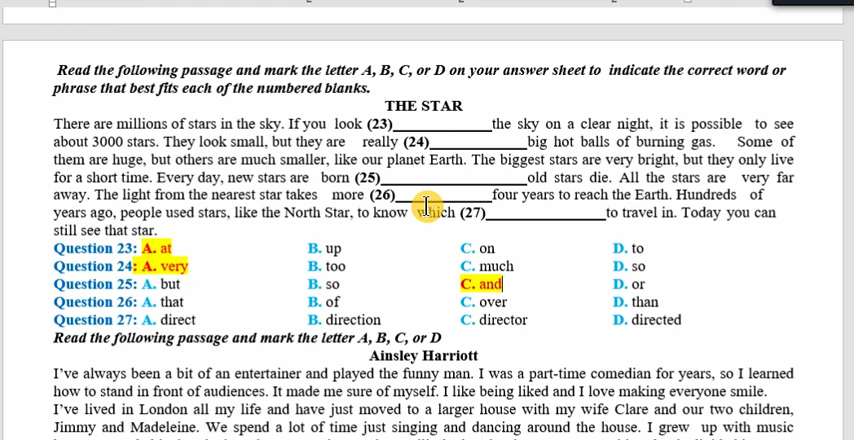 Read the following passage and mark the letter A, B, C, or D on your answer sheet to indicate the correct word or
phrase that best fits each of the numbered blanks.
THE STAR
There are millions of stars in the sky. If you look (23)____________the sky on a clear night, it is possible to see
about 3000 stars. They look small, but they are really (24)____________big hot balls of burning gas. Some of
them are huge, but others are much smaller, like our planet Earth. The biggest stars are very bright, but they only live
for a short time. Every day, new stars are born (25)__________________old stars die. All the stars are very far
away. The light from the nearest star takes more (26)____________four years to reach the Earth. Hundreds of
years ago, people used stars, like the North Star, to know which (27)_______________to travel in. Today you can
still see that star.
Question 23: A. at B. up C. on D. to
Question 24: A. very B. too C. much D. so
Question 25: A. but B. so C. and D. or
Question 26: A. that B. of C. over D. than
Question 27: A. direct B. direction C. director D. directed
Read the following passage and mark the letter A, B, C, or D
Ainsley Harriott
I've always been a bit of an entertainer and played the funny man. I was a part-time comedian for years, so I learned
how to stand in front of audiences. It made me sure of myself. I like being liked and I love making everyone smile.
I've lived in London all my life and have just moved to a larger house with my wife Clare and our two children,
Jimmy and Madeleine. We spend a lot of time just singing and dancing around the house. I grew up with music